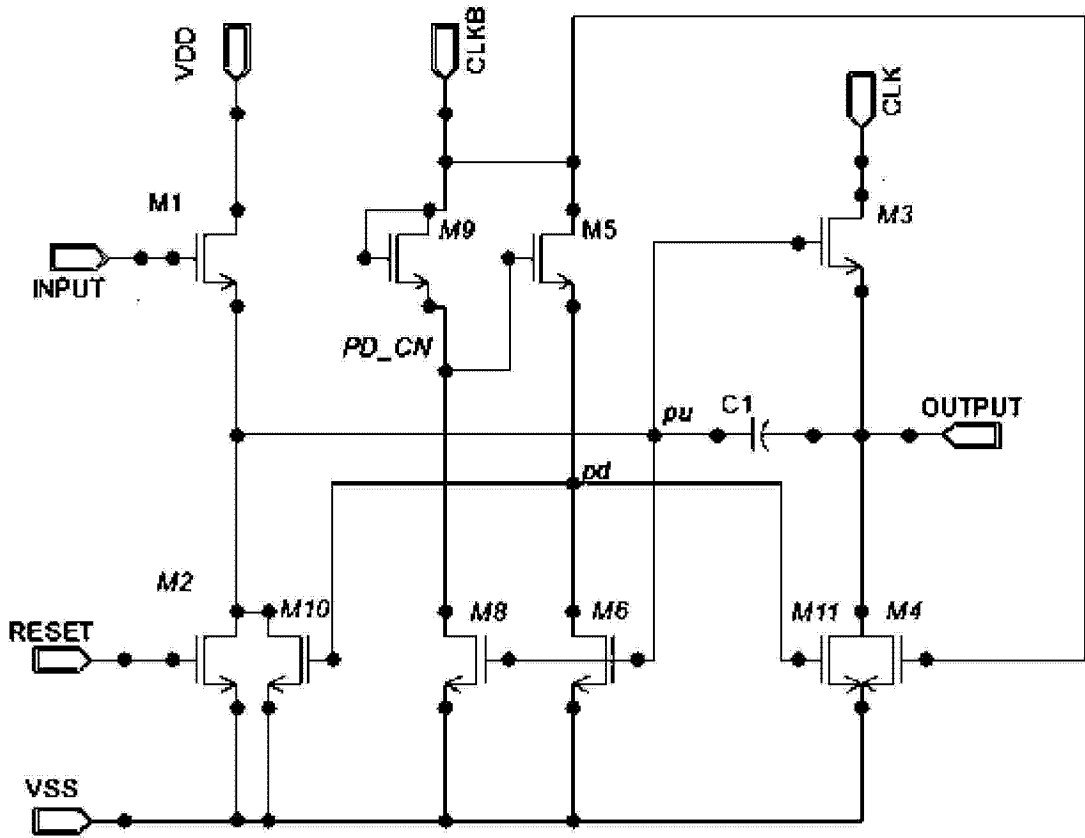 VDD
CLKB
CLK
M1
M9
M5
M3
INPUT
PD_CN
pu
C1
OUTPUT
pd
M2
M10
M8
M6
M11
M4
RESET
VSS